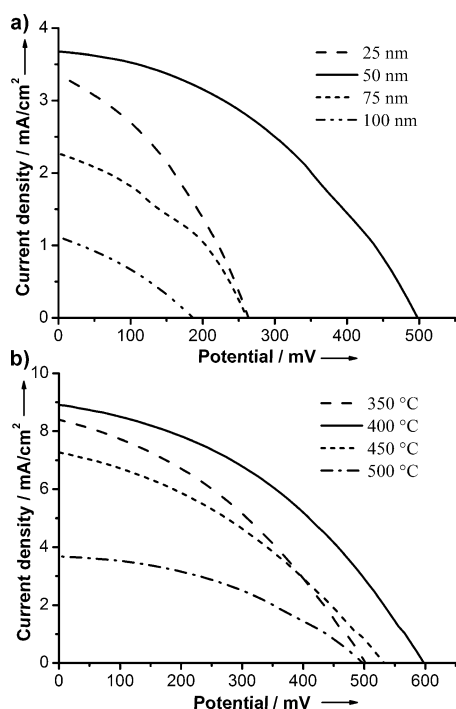 a)
4
3
2
1
0
Current density / mA/cm²
25 nm
50 nm
75 nm
100 nm
0 100 200 300 400 500
Potential / mV
b)
10
8
6
4
2
0
Current density / mA/cm²
350 °C
400 °C
450 °C
500 °C
0 100 200 300 400 500 600
Potential / mV